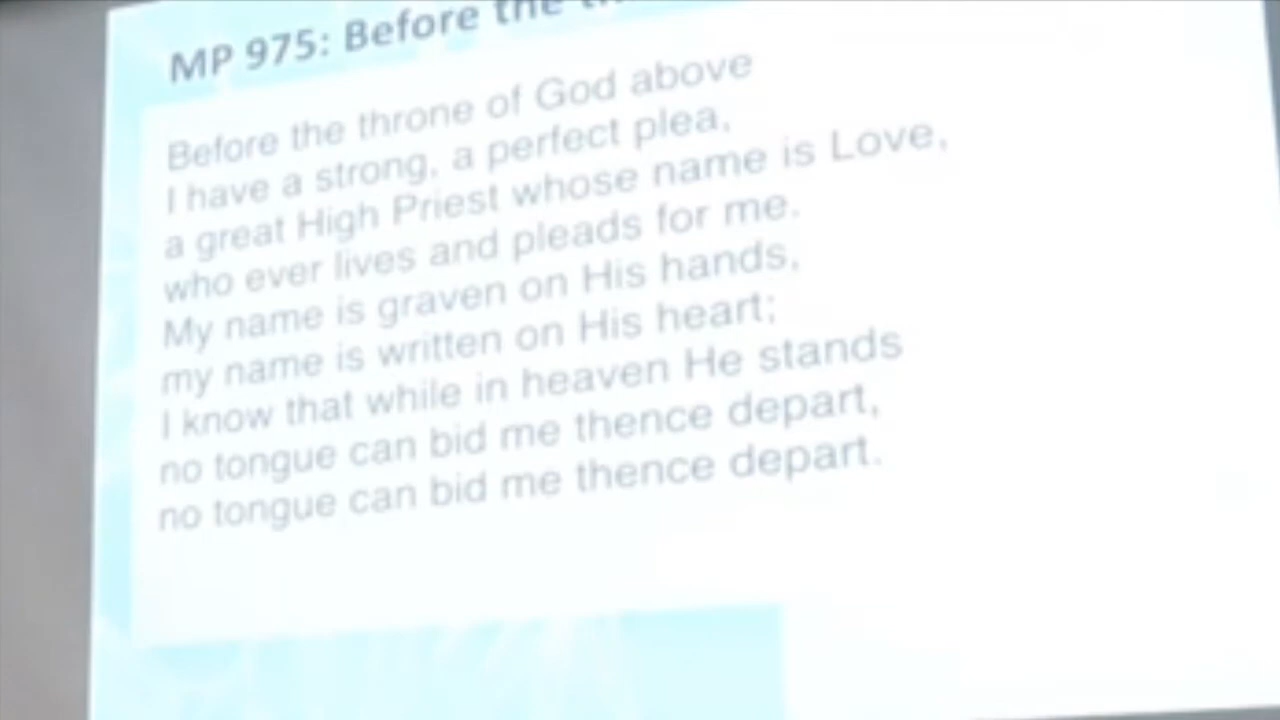 MP 975: Before the
Before the throne of God above
I have a strong, a perfect plea,
a great High Priest whose name is Love,
who ever lives and pleads for me.
My name is graven on His hands,
my name is written on His heart;
I know that while in heaven He stands
no tongue can bid me thence depart,
no tongue can bid me thence depart.